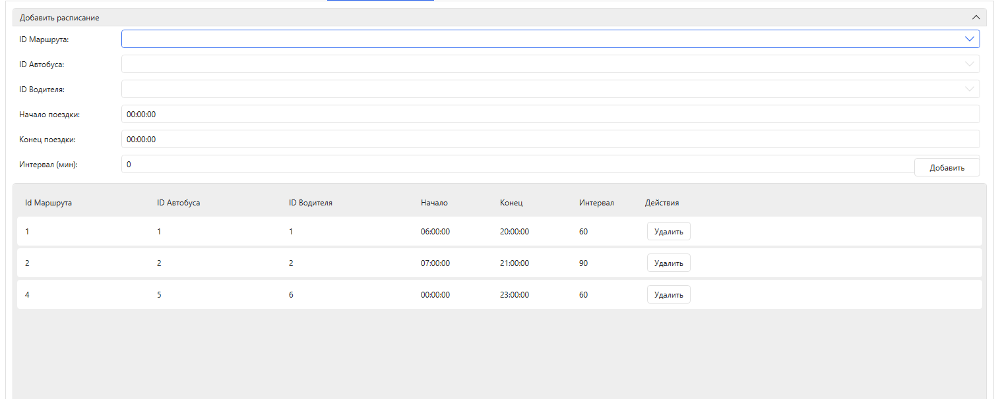 Добавить расписание
ID Маршрута:
ID Автобуса:
ID Водителя:
Начало поездки: 00:00:00
Конец поездки: 00:00:00
Интервал (мин): 0
Добавить
Id Маршрута ID Автобуса ID Водителя Начало Конец Интервал Действия
1 1 1 06:00:00 20:00:00 60 Удалить
2 2 2 07:00:00 21:00:00 90 Удалить
4 5 6 00:00:00 23:00:00 60 Удалить